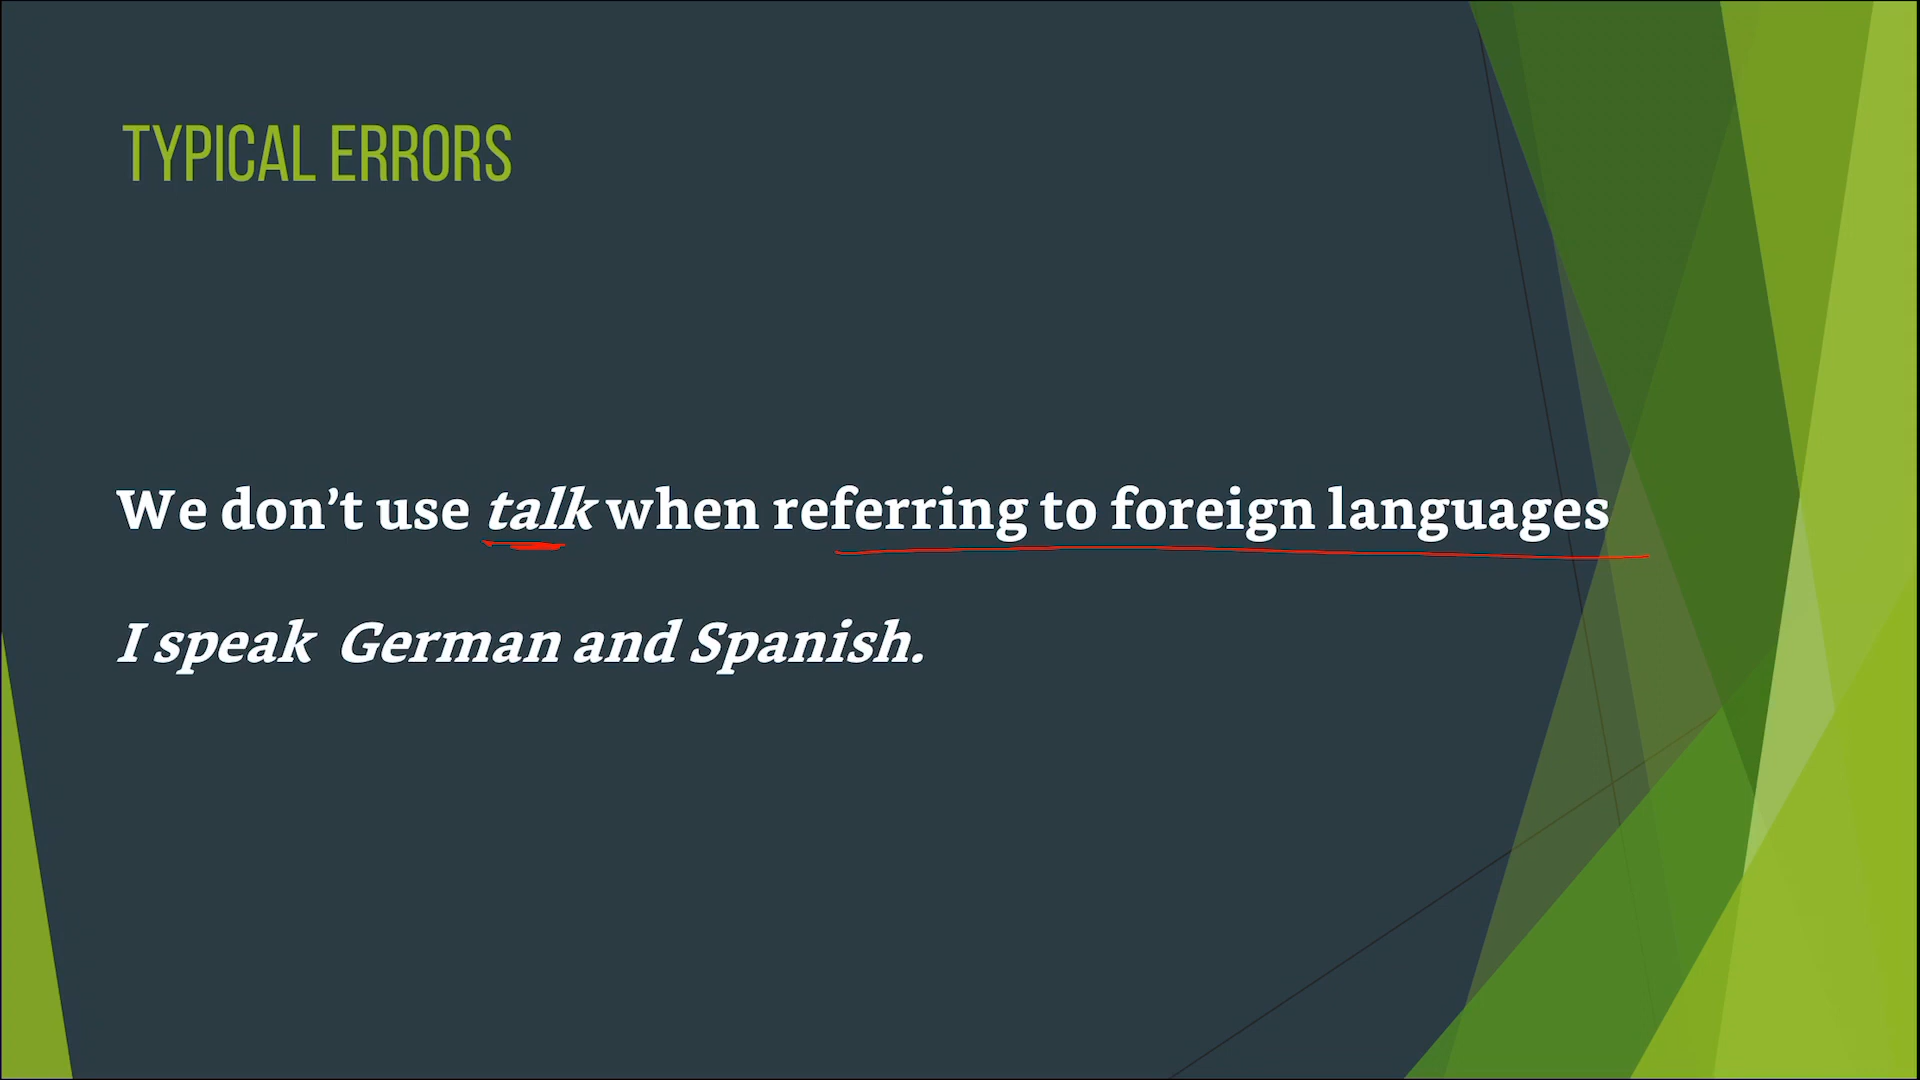 TYPICAL ERRORS
We don’t use talk when referring to foreign languages
I speak  German and Spanish.